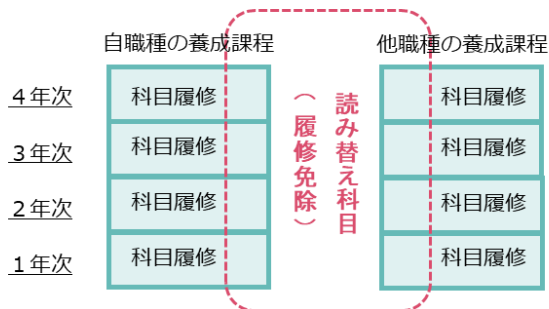 自職種の養成課程
他職種の養成課程
4年次
科目履修
科目履修
3年次
科目履修
科目履修
2年次
科目履修
科目履修
1年次
科目履修
科目履修
読み替え科目
（履修免除）